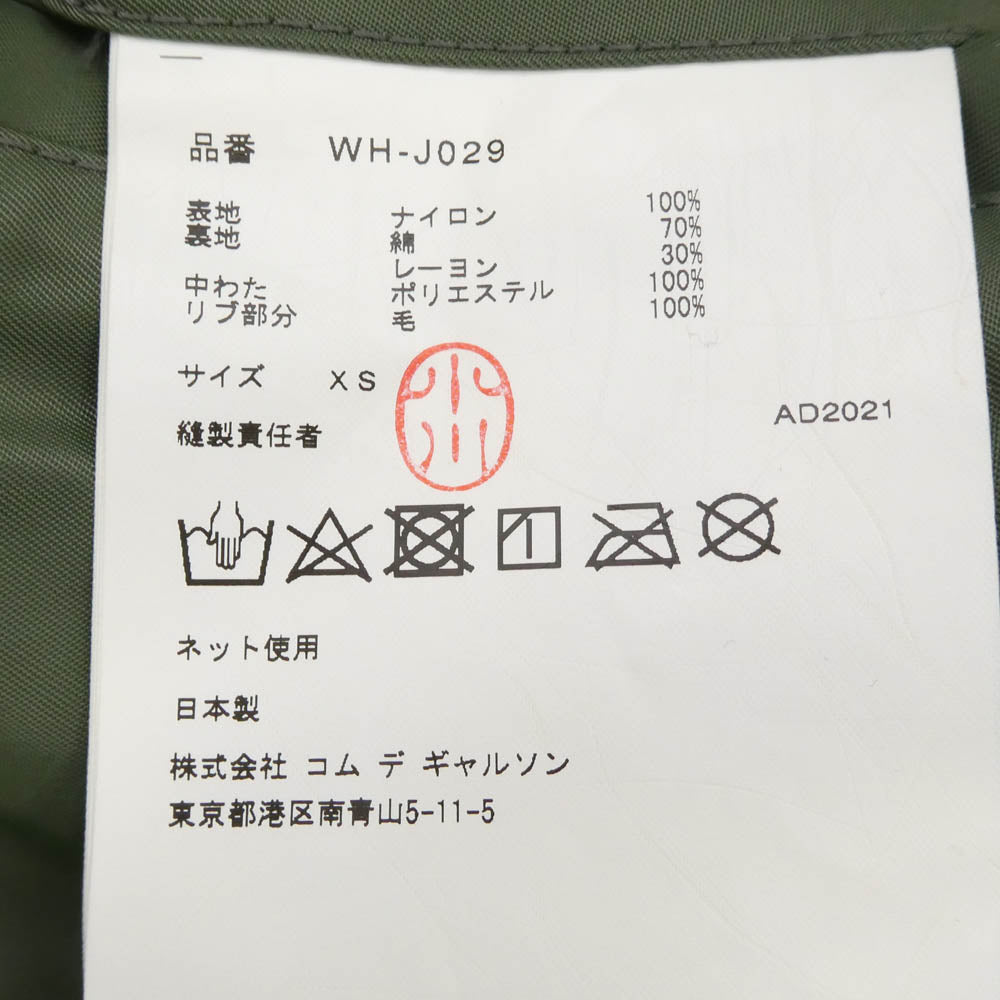 品番 WH-J029
表地 ナイロン 100%
裏地 綿 70%
レーヨン 30%
中わた ポリエステル 100%
リブ部分 毛 100%
サイズ XS
AD2021
縫製責任者
ネット使用
日本製
株式会社 コム デ ギャルソン
東京都港区南青山5-11-5